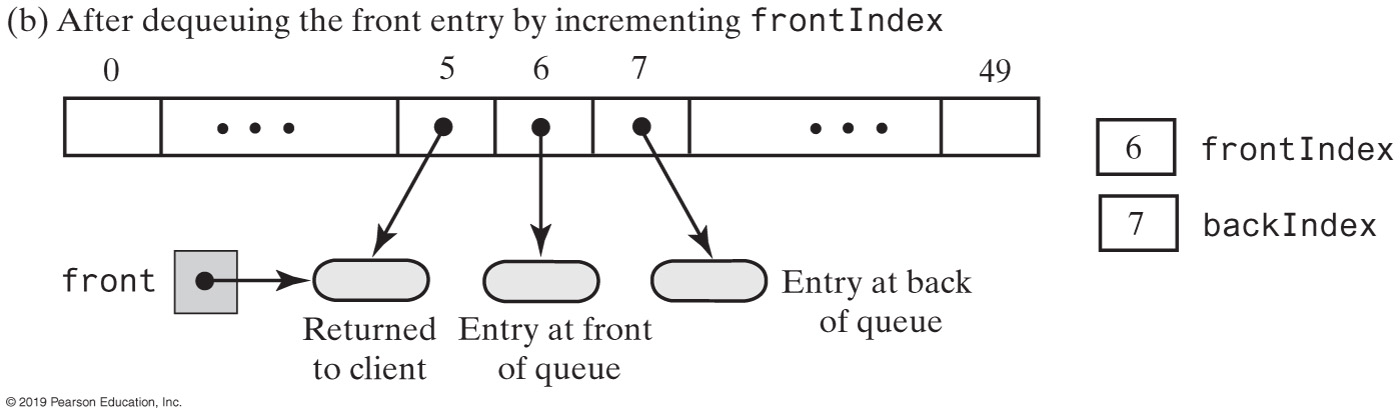 (b) After dequeuing the front entry by incrementing frontIndex
0 5 6 7 49
6 frontIndex
7 backIndex
front
Returned
to client
Entry at front
of queue
Entry at back
of queue
© 2019 Pearson Education, Inc.